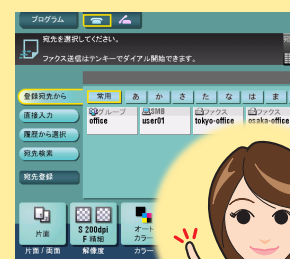 プログラム
宛先を選択してください。
ファクス送信はテンキーでダイアル開始できます。
登録宛先から
常用 あ か さ た な は ま
グループ
office
SMB
user01
ファクス
tokyo-office
ファクス
osaka-office
直接入力
履歴から選択
宛先検索
宛先登録
片面
S 200dpi
F 精細
オート
カラー
片面 / 両面
解像度
カラー